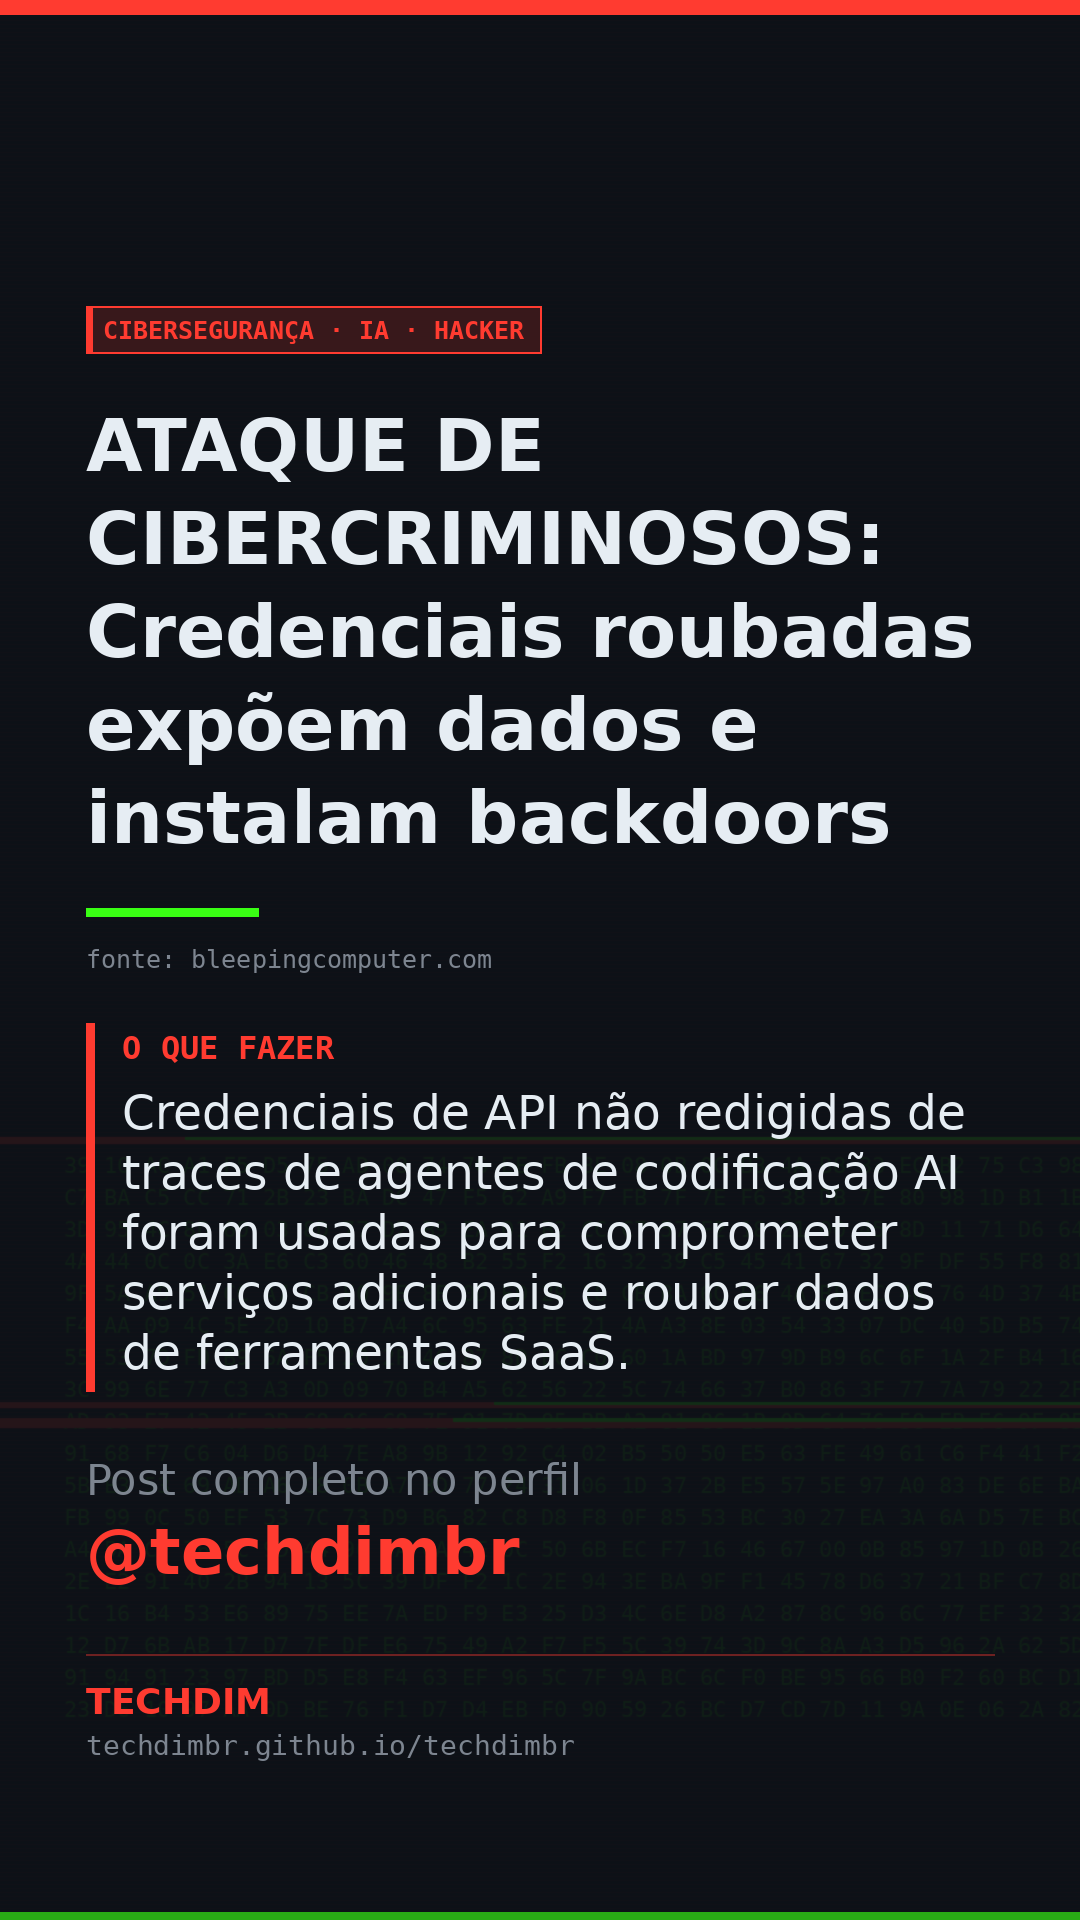 CIBERSEGURANÇA · IA · HACKER
ATAQUE DE
CIBERCRIMINOSOS:
Credenciais roubadas
expõem dados e
instalam backdoors
fonte: bleepingcomputer.com
O QUE FAZER
Credenciais de API não redigidas de
traces de agentes de codificação AI
foram usadas para comprometer
serviços adicionais e roubar dados
de ferramentas SaaS.
Post completo no perfil
@techdimbr
TECHDIM
techdimbr.github.io/techdimbr